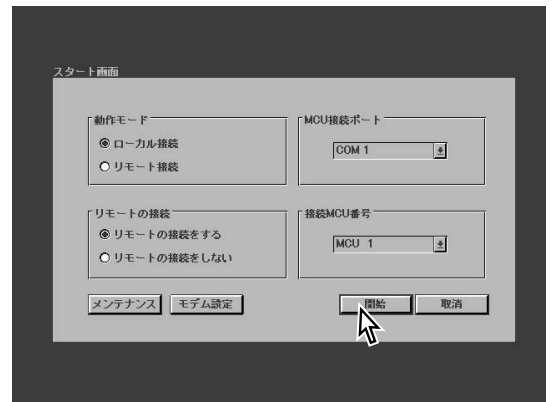 スタート画面
動作モード
ローカル接続
リモート接続
MCU接続ポート
COM 1
リモートの接続
リモートの接続をする
リモートの接続をしない
接続MCU番号
MCU 1
メンテナンス
モデム設定
開始
取消